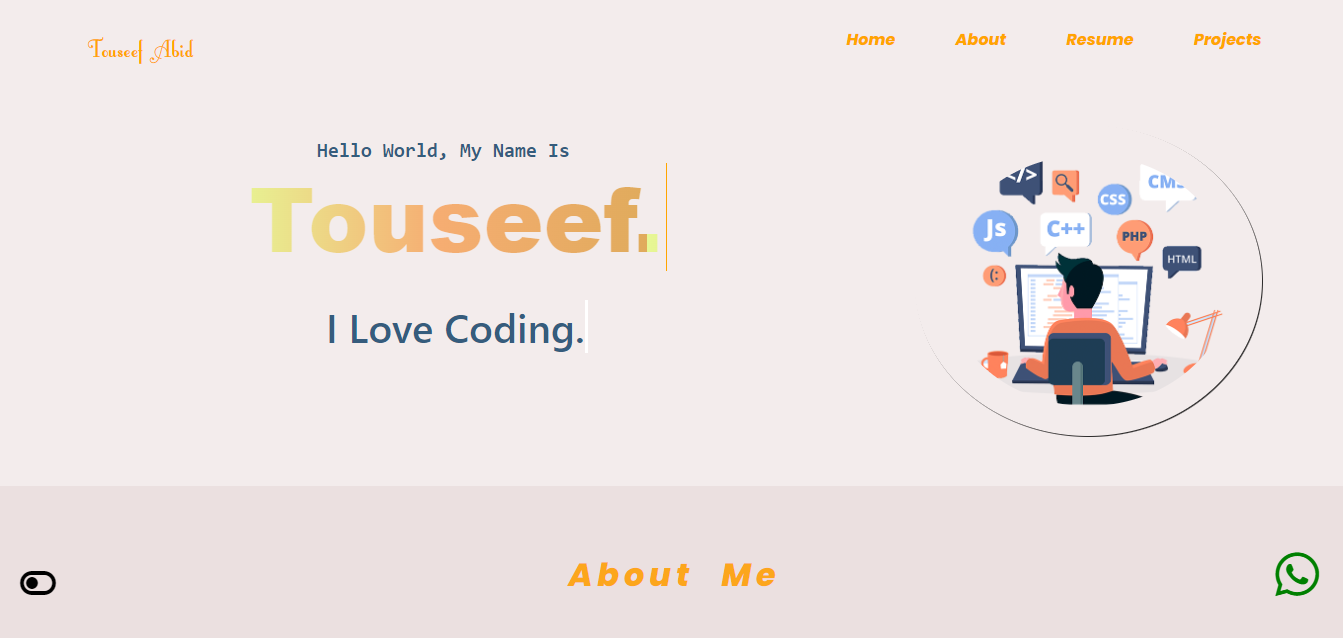 Touseef Abid
Home About Resume Projects
Hello World, My Name Is
Touseef.
I Love Coding.
</>
CSS
CMS
Js
C++
PHP
HTML
(:
About Me